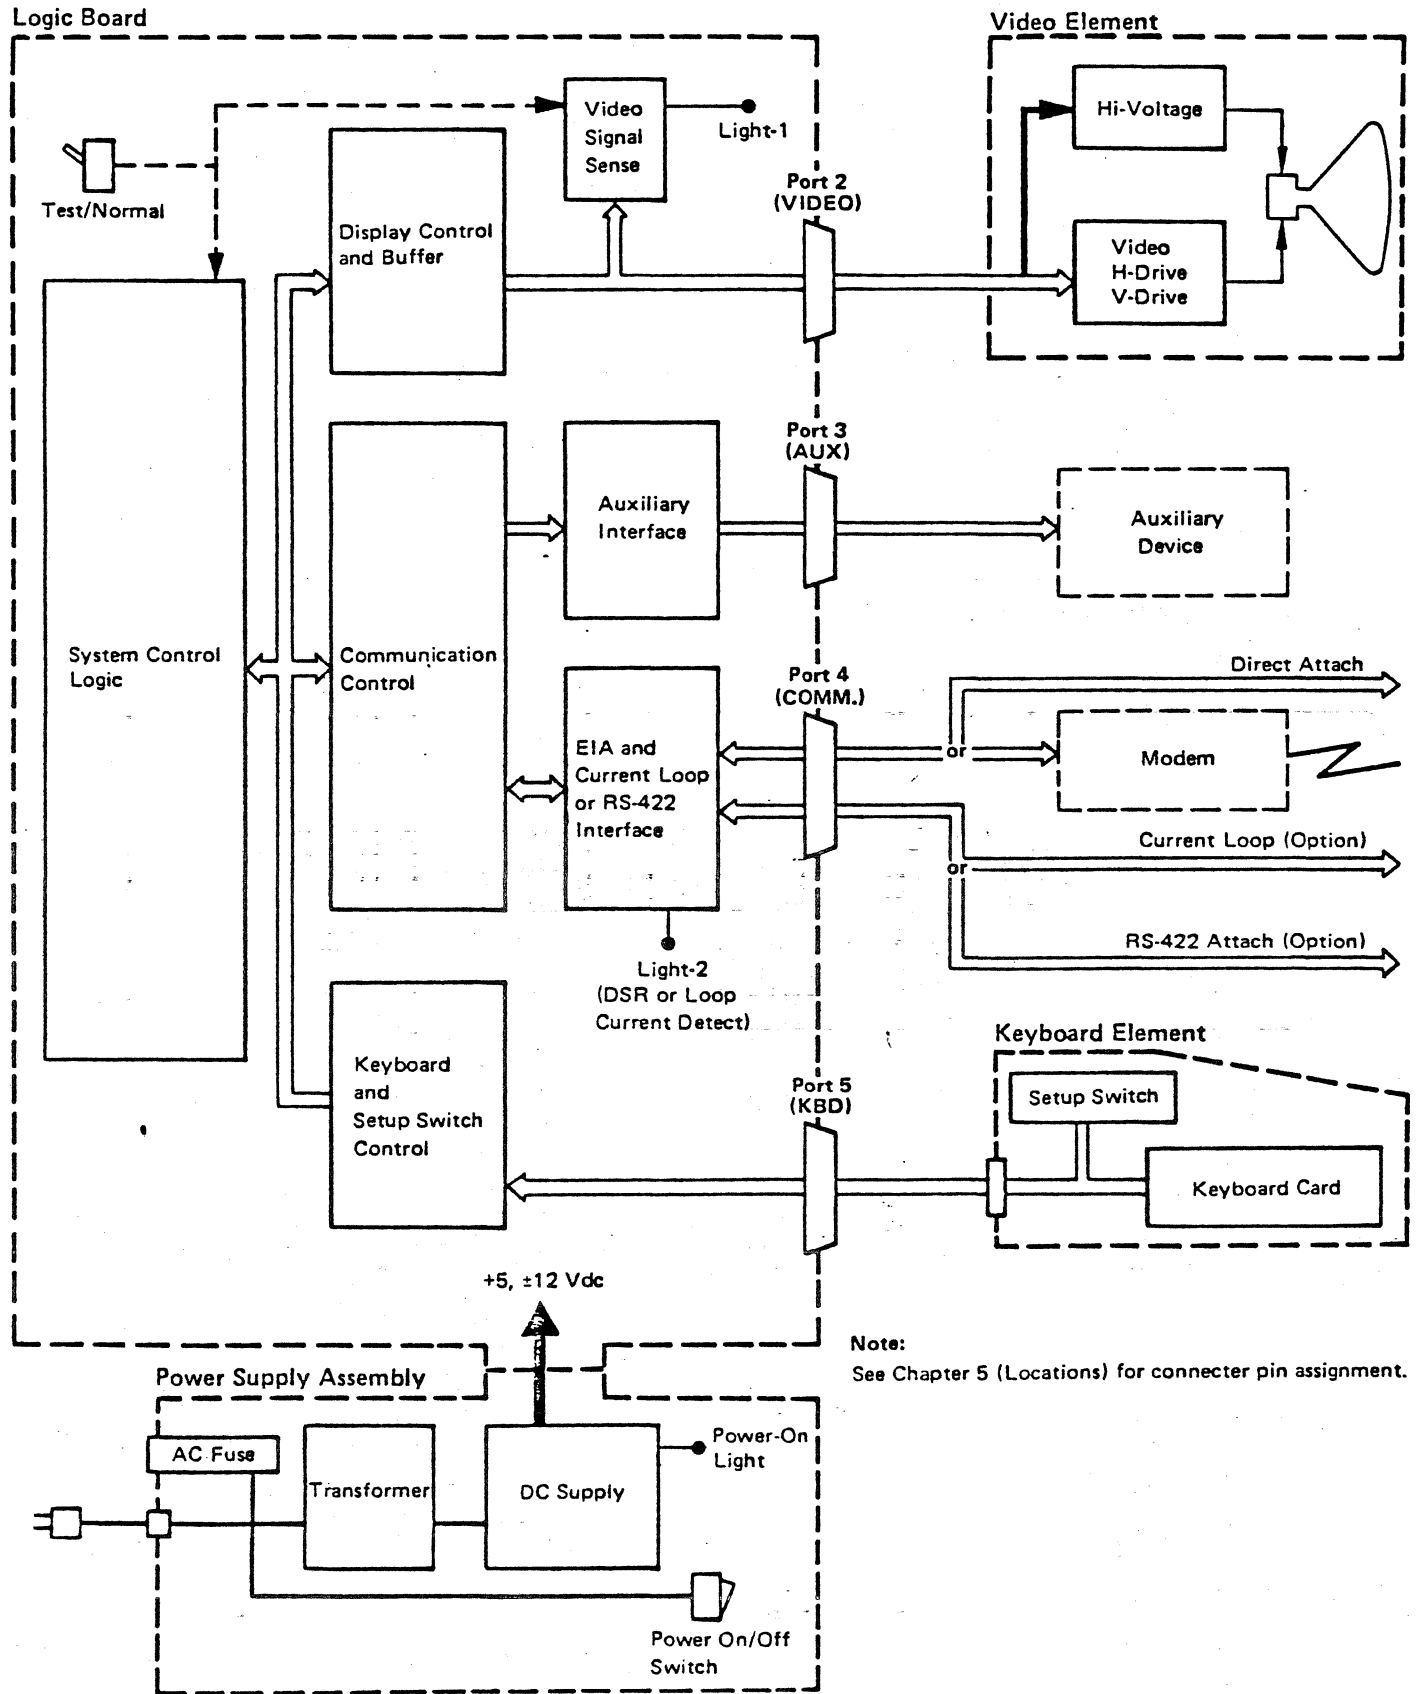 Logic Board
Video Element
Video
Signal
Sense
Light-1
Hi-Voltage
Test/Normal
Port 2
(VIDEO)
Display Control
and Buffer
Video
H-Drive
V-Drive
Port 3
(AUX)
Auxiliary
Interface
Auxiliary
Device
System Control
Logic
Communication
Control
Port 4
(COMM.)
Direct Attach
EIA and
Current Loop
or RS-422
Interface
or
Modem
Current Loop (Option)
or
RS-422 Attach (Option)
Light-2
(DSR or Loop
Current Detect)
Keyboard Element
Keyboard
and
Setup Switch
Control
Port 5
(KBD)
Setup Switch
Keyboard Card
+5, ±12 Vdc
Note:
See Chapter 5 (Locations) for connecter pin assignment.
Power Supply Assembly
AC Fuse
Transformer
DC Supply
Power-On
Light
Power On/Off
Switch